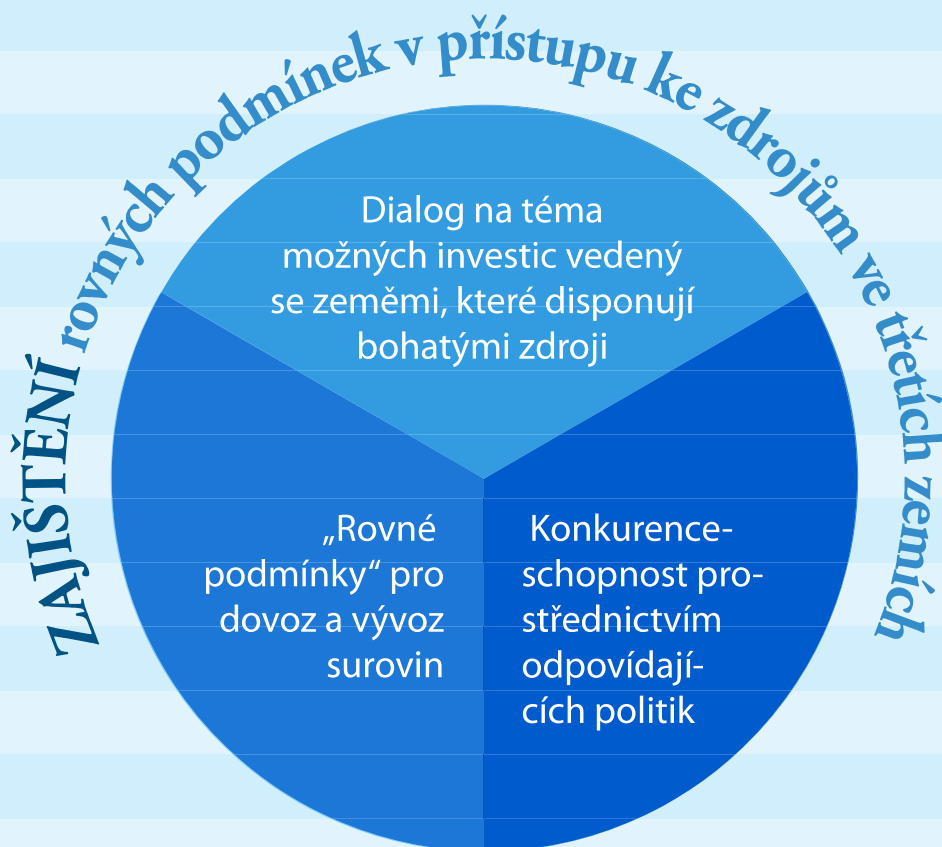 ZAJIŠTĚNÍ rovných podmínek v přístupu ke zdrojům ve třetích zemích
Dialog na téma
možných investic vedený
se zeměmi, které disponují
bohatými zdroji
„Rovné
podmínky“ pro
dovoz a vývoz
surovin
Konkurence-
schopnost pro-
střednictvím
odpovídají-
cích politik